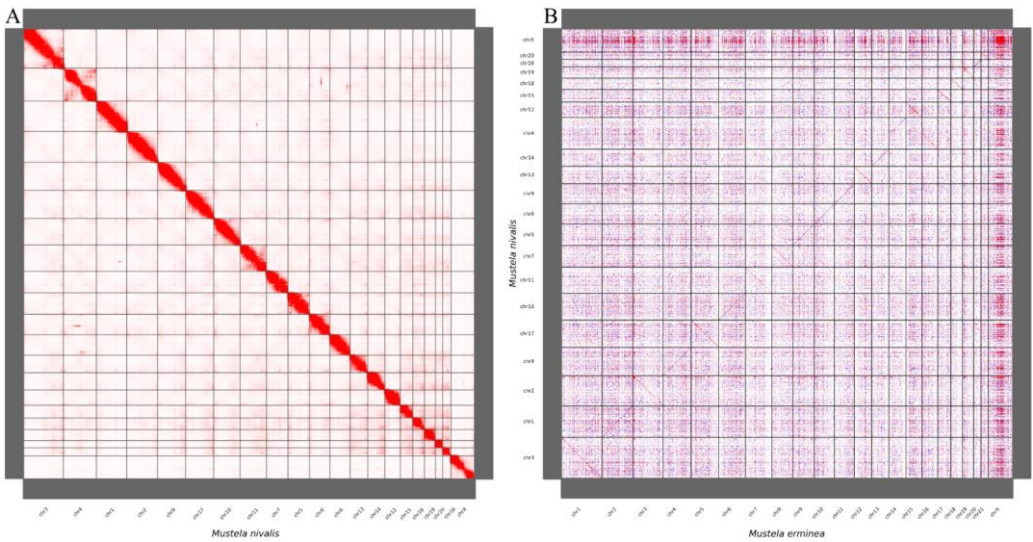 A
chr3
chr4
chr1
chr2
chr9
chr17
chr10
chr11
chr7
chr5
chr6
chr8
chr13
chr14
chr12
chr15
chr18
chr19
chr20
chr16
chrX
Mustela nivalis
B
chrX
chr20
chr16
chr19
chr18
chr15
chr12
chr4
chr14
chr13
chr8
chr6
chr5
chr7
chr11
chr10
chr17
chr9
chr2
chr1
chr3
Mustela nivalis
chr1
chr2
chr3
chr4
chr5
chr6
chr7
chr8
chr9
chr10
chr11
chr12
chr13
chr14
chr15
chr16
chr17
chr18
chr19
chr20
chr21
chrX
Mustela erminea